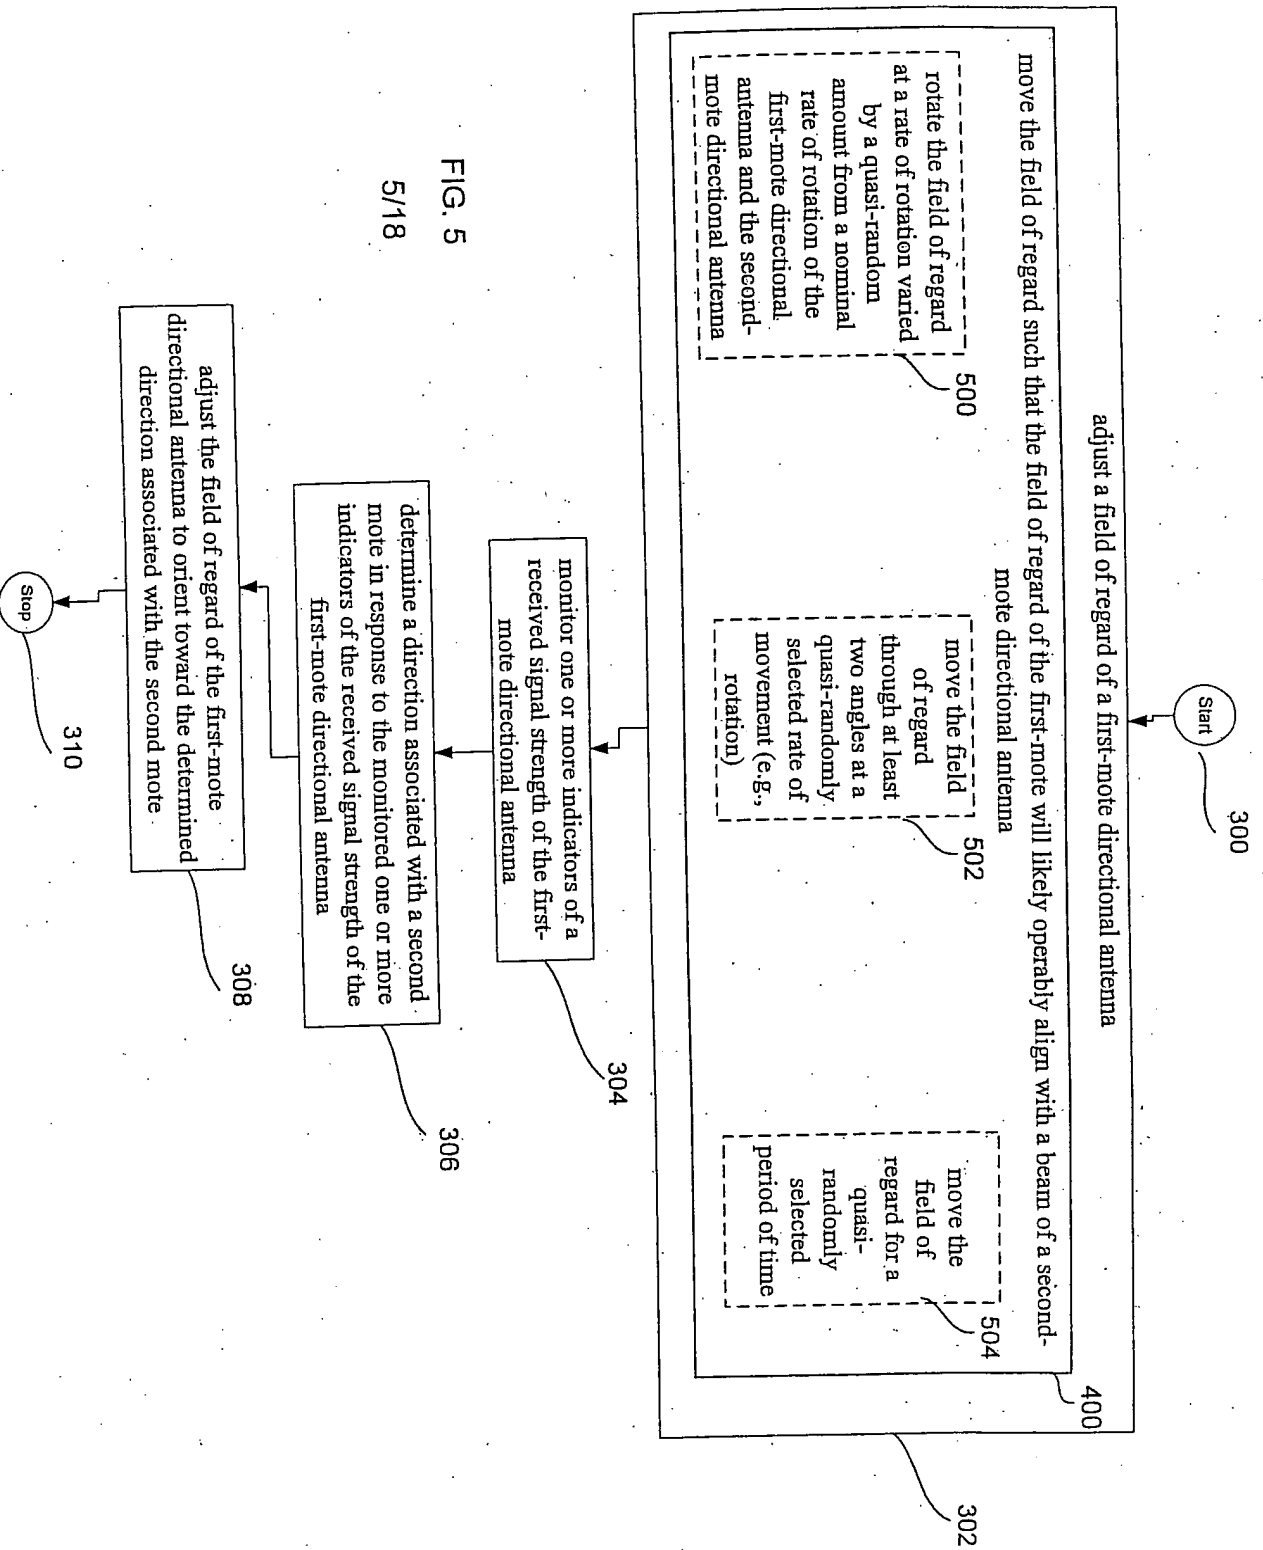 Start
300
adjust a field of regard of a first-mote directional antenna
302
move the field of regard such that the field of regard of the first-mote will likely operably align with a beam of a second-
mote directional antenna
400
rotate the field of regard
at a rate of rotation varied
by a quasi-random
amount from a nominal
rate of rotation of the
first-mote directional
antenna and the second-
mote directional antenna
500
move the field
of regard
through at least
two angles at a
quasi-randomly
selected rate of
movement (e.g.,
rotation)
502
move the
field of
regard for a
quasi-
randomly
selected
period of time
504
monitor one or more indicators of a
received signal strength of the first-
mote directional antenna
304
determine a direction associated with a second
mote in response to the monitored one or more
indicators of the received signal strength of the
first-mote directional antenna
306
adjust the field of regard of the first-mote
directional antenna to orient toward the determined
direction associated with the second mote
308
Stop
310
FIG. 5
5/18